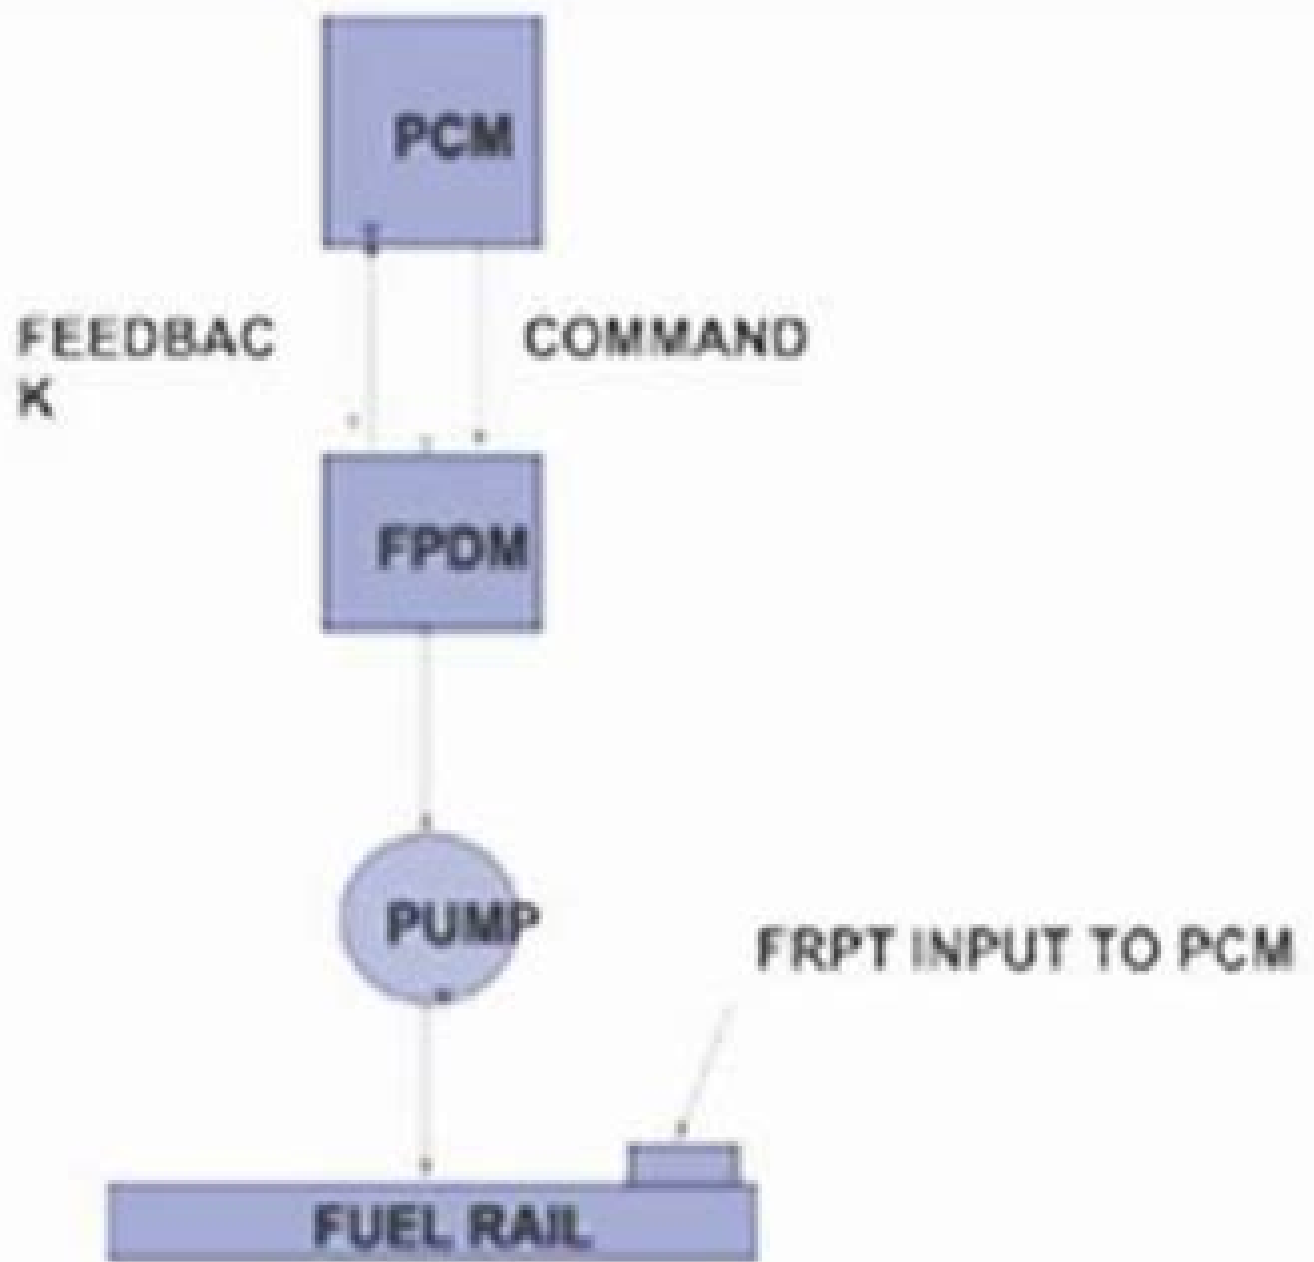 PCM
FEEDBAC
K
COMMAND
FPDM
PUMP
FRPT INPUT TO PCM
FUEL RAIL